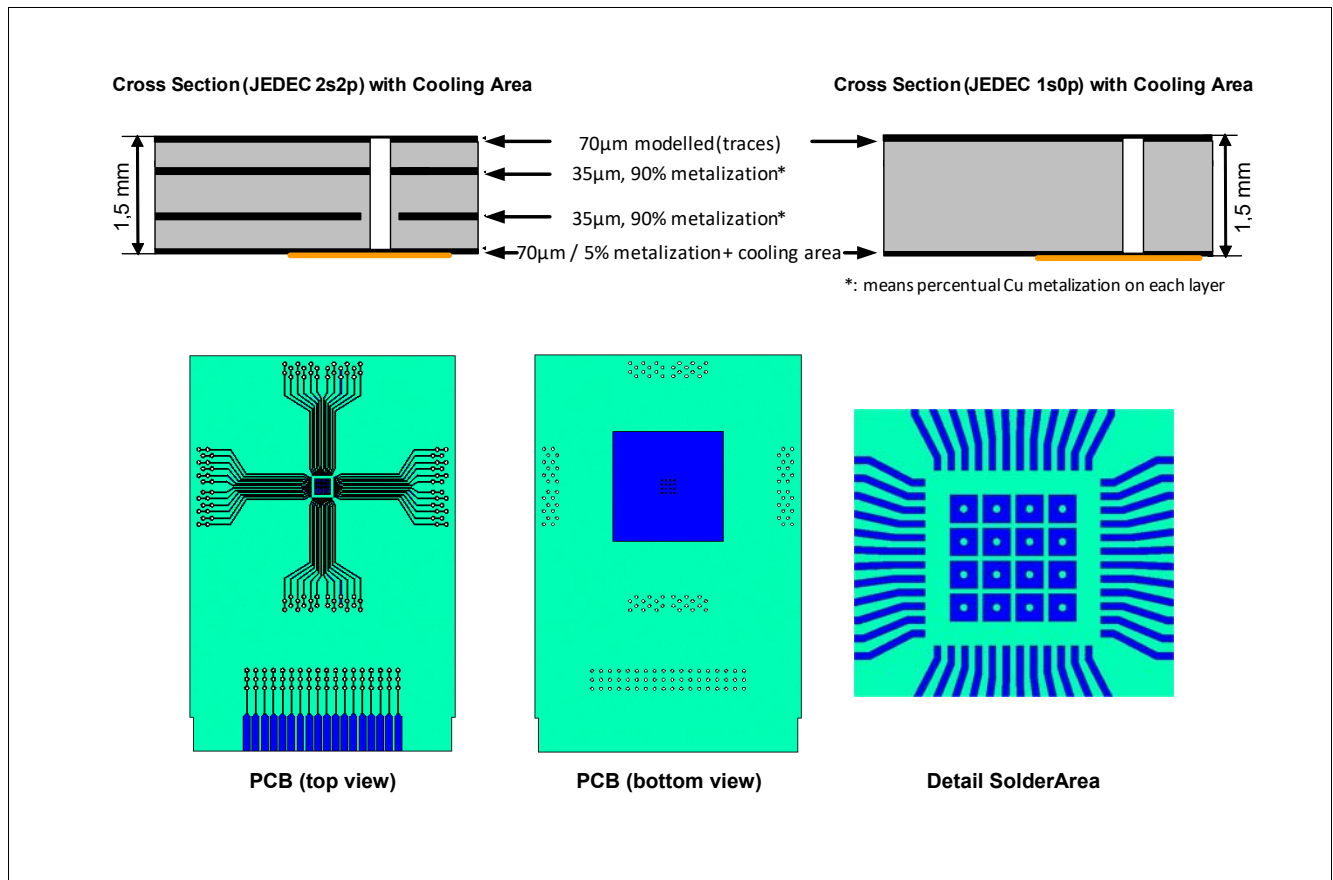 Cross Section (JEDEC 2s2p) with Cooling Area
Cross Section (JEDEC 1s0p) with Cooling Area
1,5 mm
70µm modelled (traces)
35µm, 90% metalization*
35µm, 90% metalization*
70µm / 5% metalization + cooling area
1,5 mm
*: means percentual Cu metalization on each layer
PCB (top view)
PCB (bottom view)
Detail SolderArea